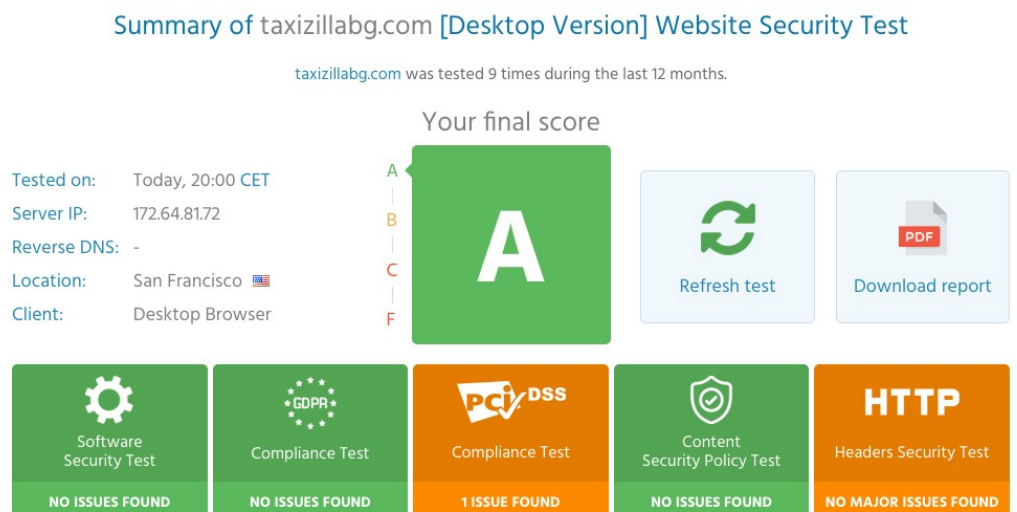 Summary of taxizillabg.com [Desktop Version] Website Security Test
taxizillabg.com was tested 9 times during the last 12 months.
Your final score
Tested on: Today, 20:00 CET
Server IP: 172.64.81.72
Reverse DNS: -
Location: San Francisco
Client: Desktop Browser
A
B
C
F
A
Refresh test
PDF
Download report
Software
Security Test
NO ISSUES FOUND
GDPR
Compliance Test
NO ISSUES FOUND
PCI DSS
Compliance Test
1 ISSUE FOUND
Content
Security Policy Test
NO ISSUES FOUND
HTTP
Headers Security Test
NO MAJOR ISSUES FOUND